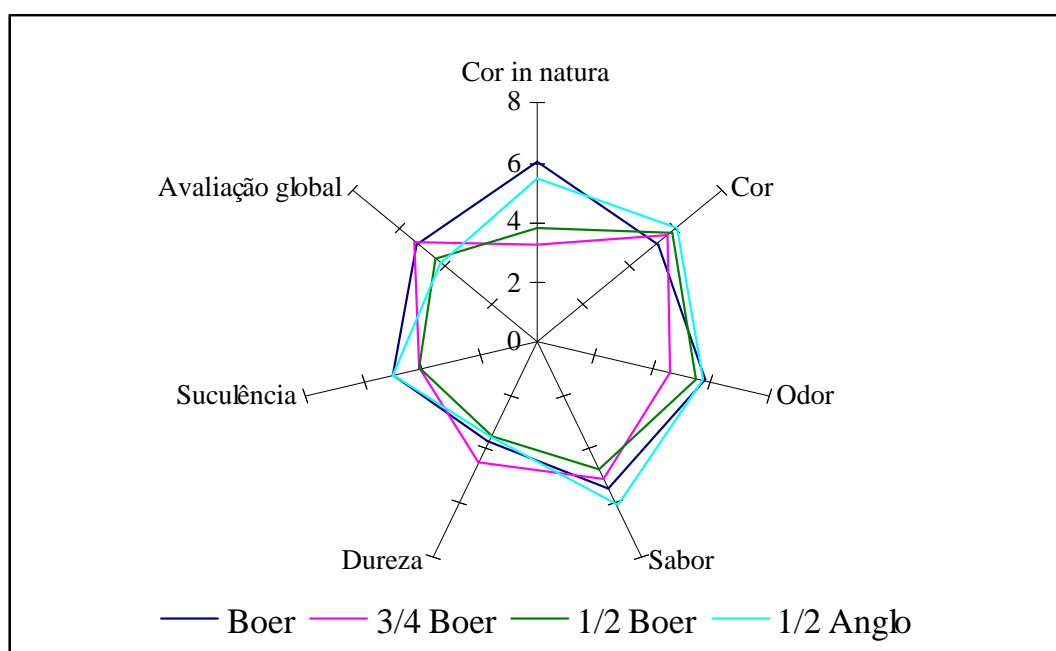 Cor in natura
8
Avaliação global
6
Cor
4
2
0
Suculência
Odor
Dureza
Sabor
Boer 3/4 Boer 1/2 Boer 1/2 Anglo